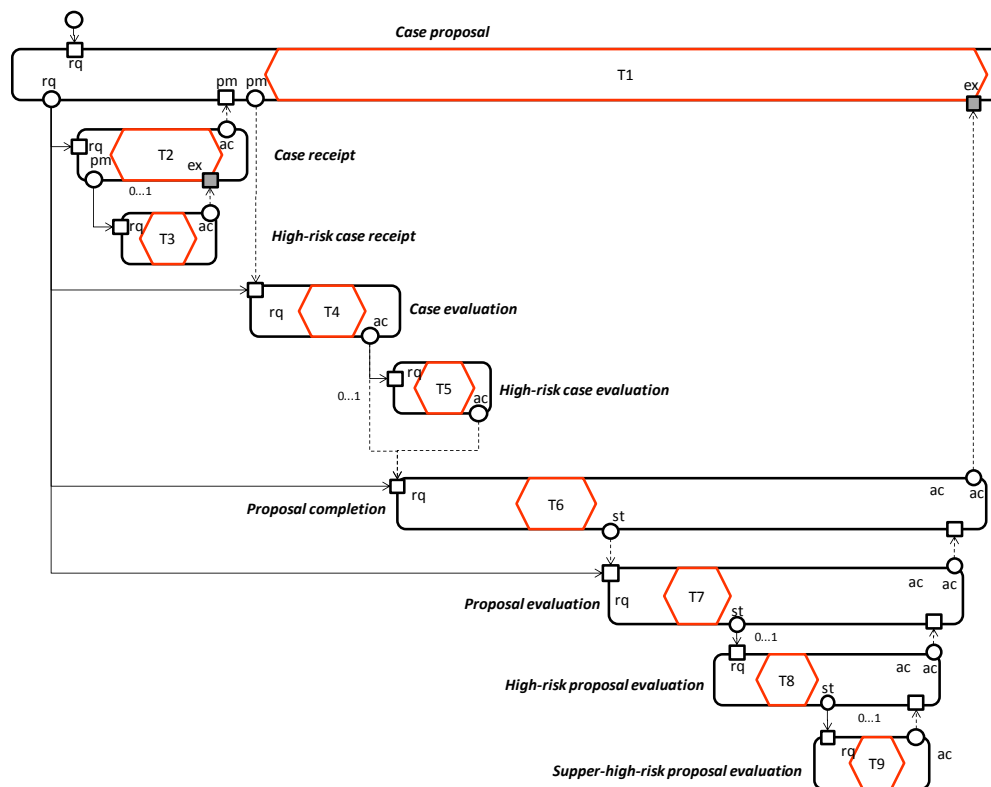 Case proposal
rq
T1
rq
pm
pm
ex
rq
T2
ac
Case receipt
pm
ex
0...1
rq
T3
ac
High-risk case receipt
rq
T4
ac
Case evaluation
rq
T5
ac
High-risk case evaluation
0...1
rq
T6
ac
ac
Proposal completion
st
rq
T7
ac
ac
Proposal evaluation
st
0...1
rq
T8
ac
ac
High-risk proposal evaluation
st
0...1
rq
T9
ac
Supper-high-risk proposal evaluation